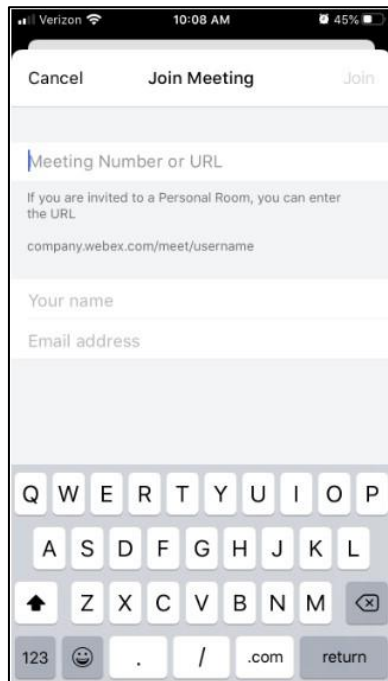 Verizon 10:08 AM 45%
Cancel Join Meeting Join
Meeting Number or URL
If you are invited to a Personal Room, you can enter
the URL
company.webex.com/meet/username
Your name
Email address
Q W E R T Y U I O P
A S D F G H J K L
Z X C V B N M
123 . / .com return